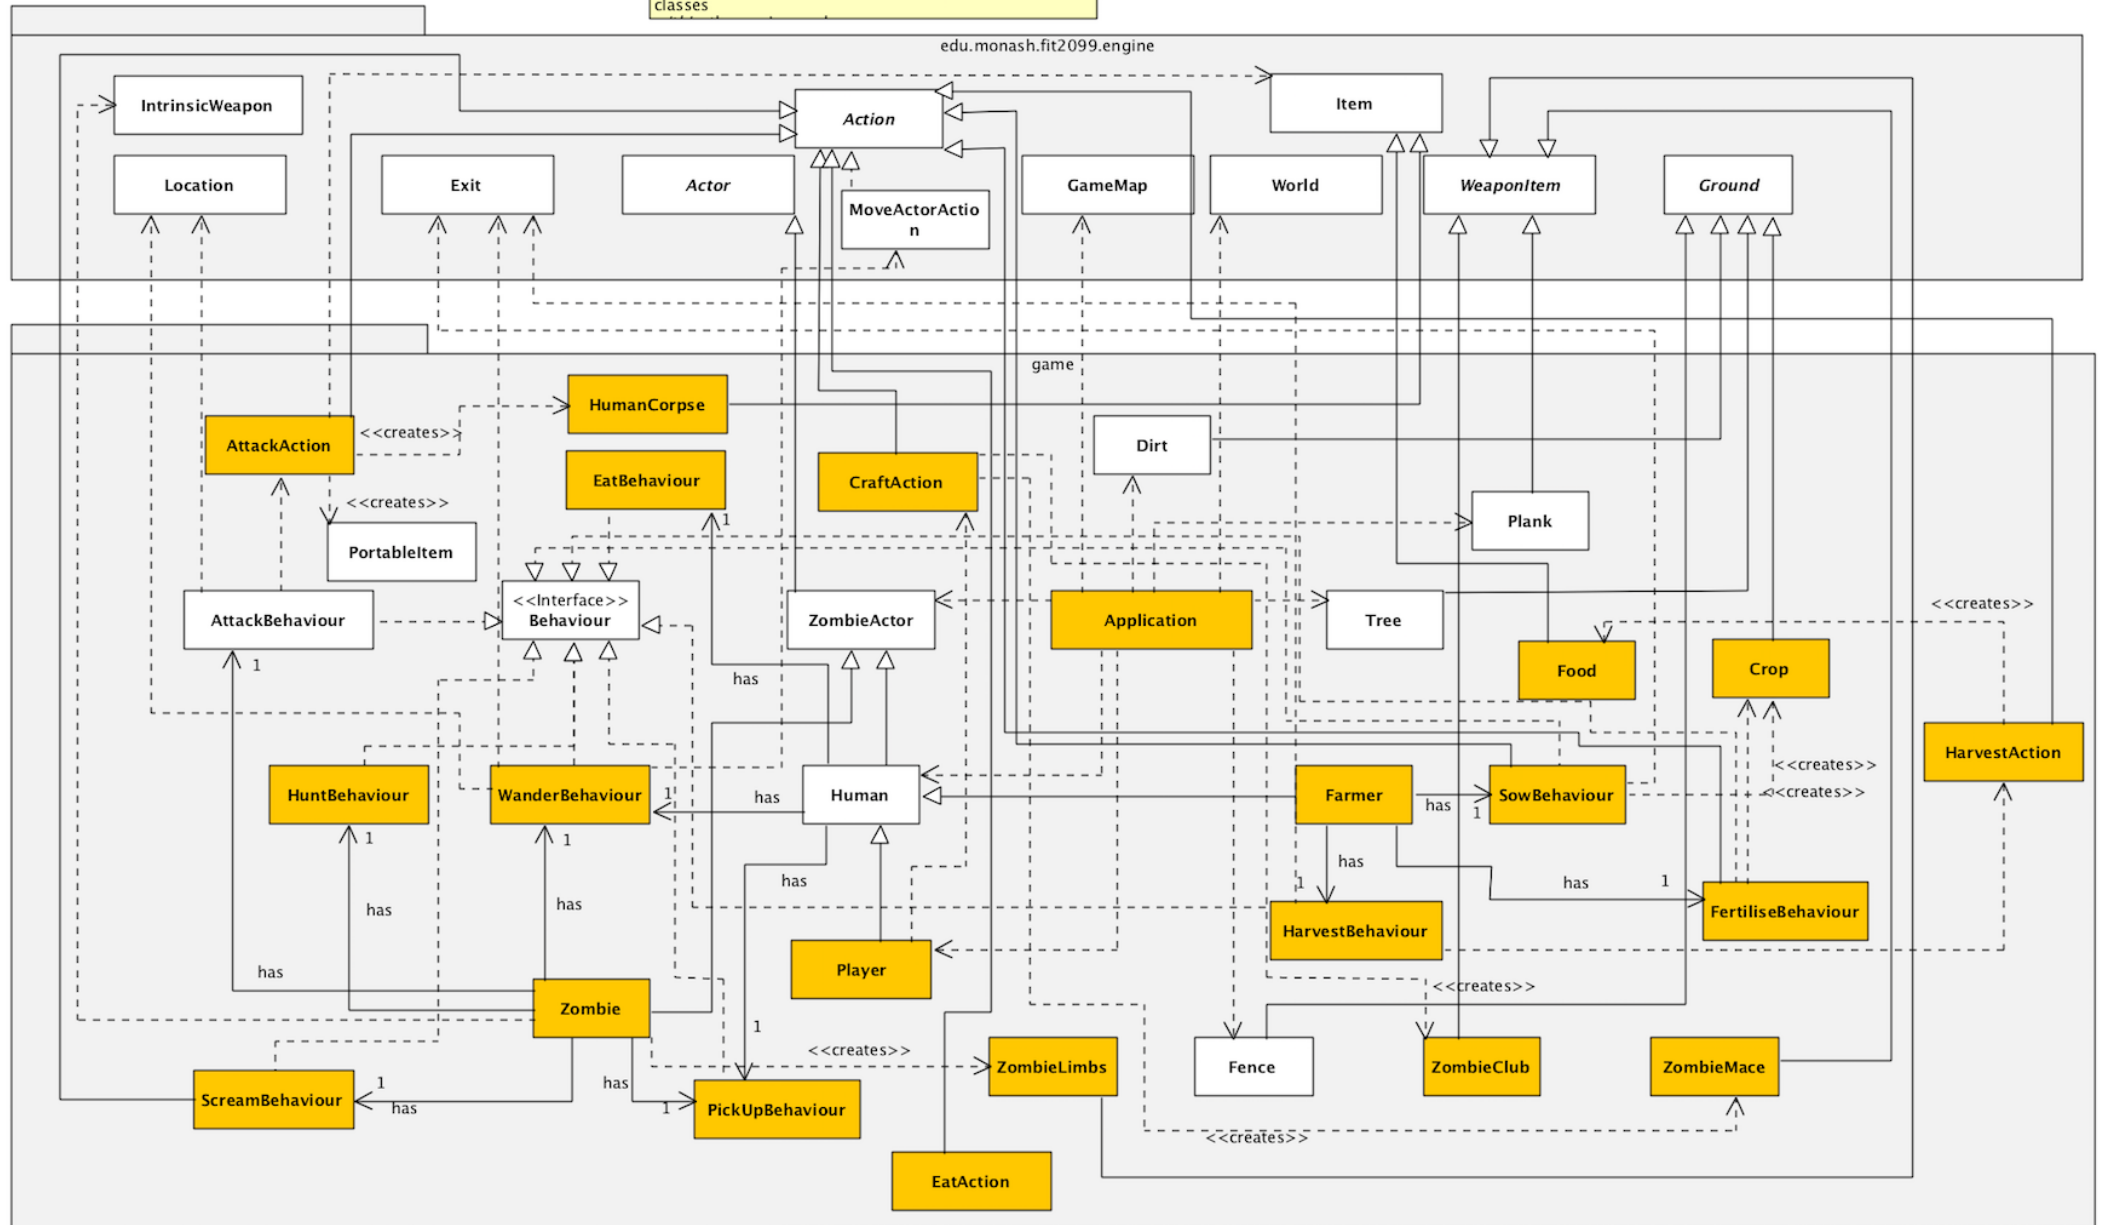 classes
edu.monash.fit2099.engine
IntrinsicWeapon
Action
Item
Location
Exit
Actor
MoveActorActio
n
GameMap
World
WeaponItem
Ground
game
HumanCorpse
AttackAction
<<creates>>
Dirt
EatBehaviour
CraftAction
<<creates>>
1
Plank
PortableItem
<<Interface>>
Behaviour
AttackBehaviour
ZombieActor
Application
Tree
<<creates>>
1
has
Food
Crop
HarvestAction
<<creates>>
HuntBehaviour
WanderBehaviour
1
has
Human
Farmer
has
1
SowBehaviour
<<creates>>
1
1
has
has
1
has
1
has
has
FertiliseBehaviour
HarvestBehaviour
has
Player
<<creates>>
Zombie
1
<<creates>>
ZombieLimbs
Fence
ZombieClub
ZombieMace
ScreamBehaviour
1
has
has
1
PickUpBehaviour
<<creates>>
EatAction